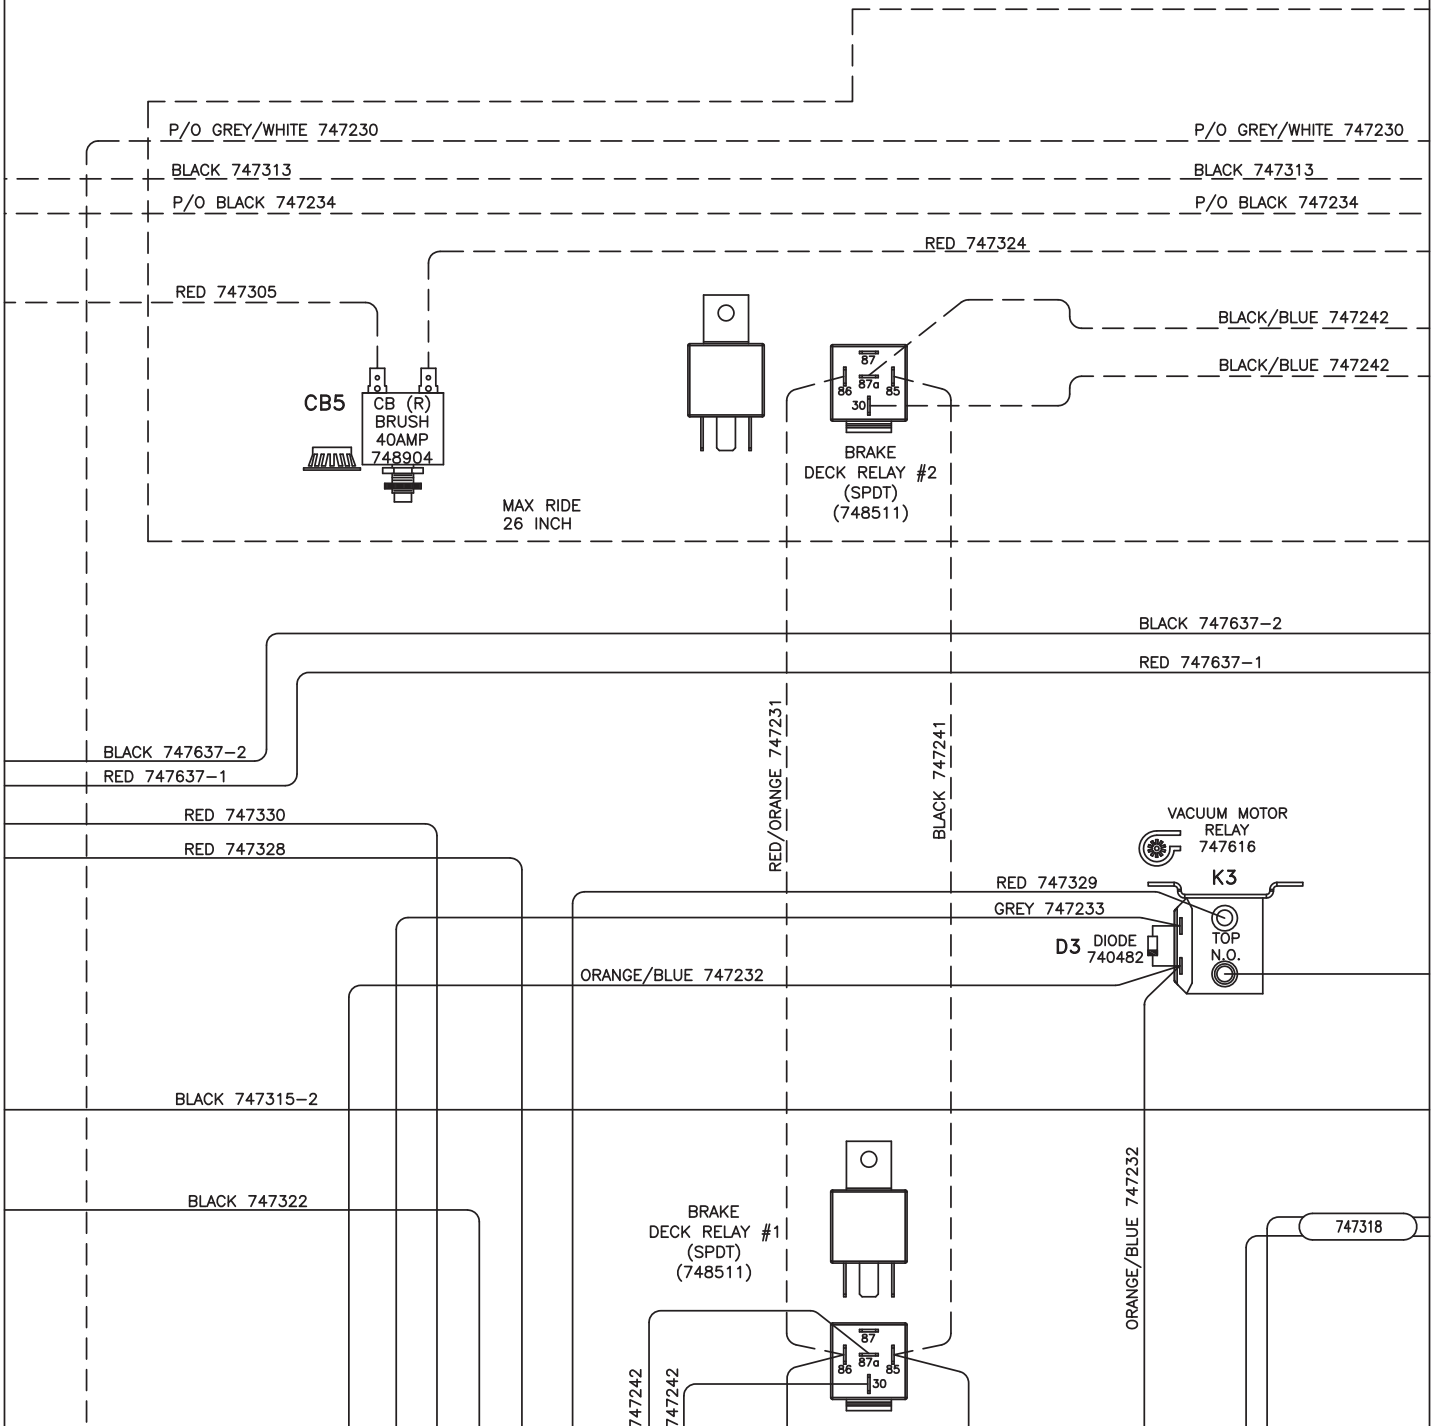 P/O GREY/WHITE 747230
P/O GREY/WHITE 747230
BLACK 747313
BLACK 747313
P/O BLACK 747234
P/O BLACK 747234
RED 747324
RED 747305
BLACK/BLUE 747242
BLACK/BLUE 747242
CB5
CB (R)
BRUSH
40AMP
748904
87
86
87a
85
30
BRAKE
DECK RELAY #2
(SPDT)
(748511)
MAX RIDE
26 INCH
BLACK 747637-2
RED 747637-1
RED/ORANGE 747231
BLACK 747241
BLACK 747637-2
RED 747637-1
RED 747330
RED 747328
VACUUM MOTOR
RELAY
747616
K3
RED 747329
GREY 747233
D3
DIODE
740482
TOP
N.O.
ORANGE/BLUE 747232
BLACK 747315-2
ORANGE/BLUE 747232
BLACK 747322
BRAKE
DECK RELAY #1
(SPDT)
(748511)
747318
87
86
87a
85
30
747242
747242